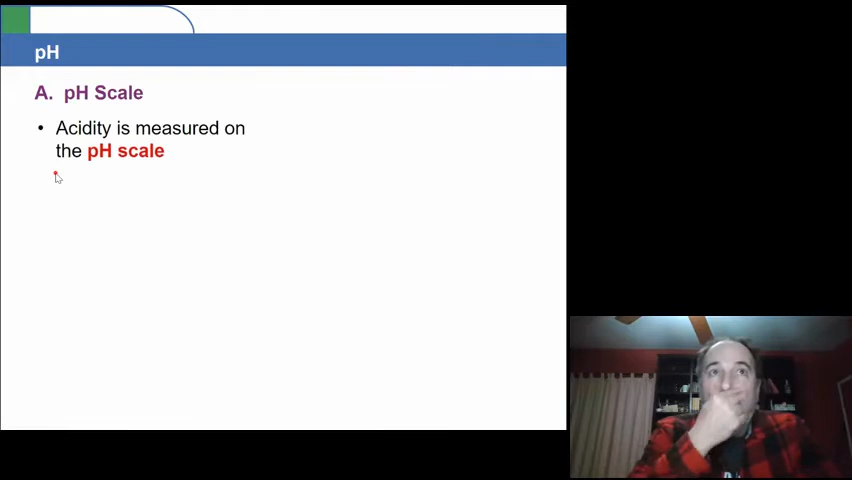 pH
A. pH Scale
• Acidity is measured on
the pH scale